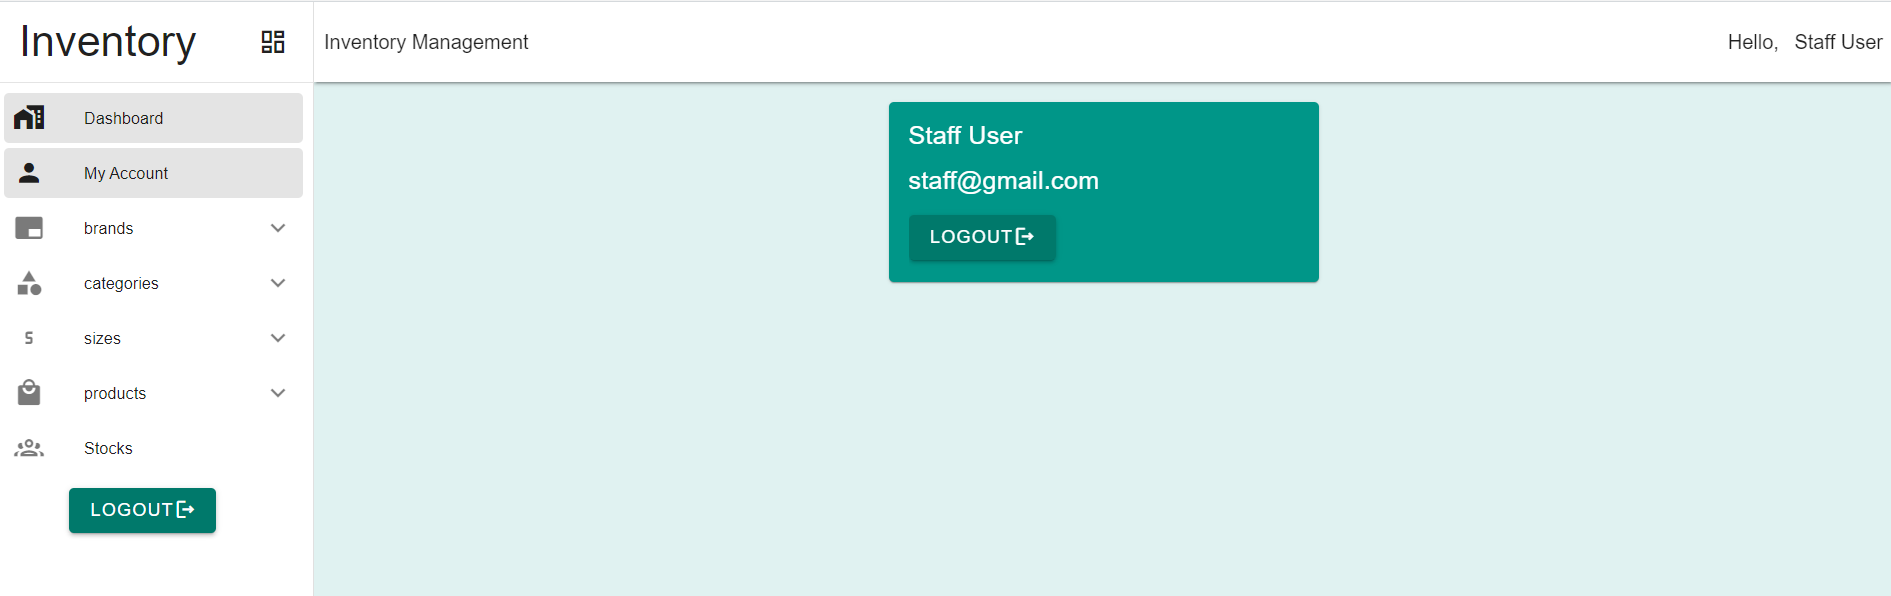 Inventory
Inventory Management
Hello, Staff User
Dashboard
My Account
brands
categories
S
sizes
products
Stocks
LOGOUT
Staff User
staff@gmail.com
LOGOUT